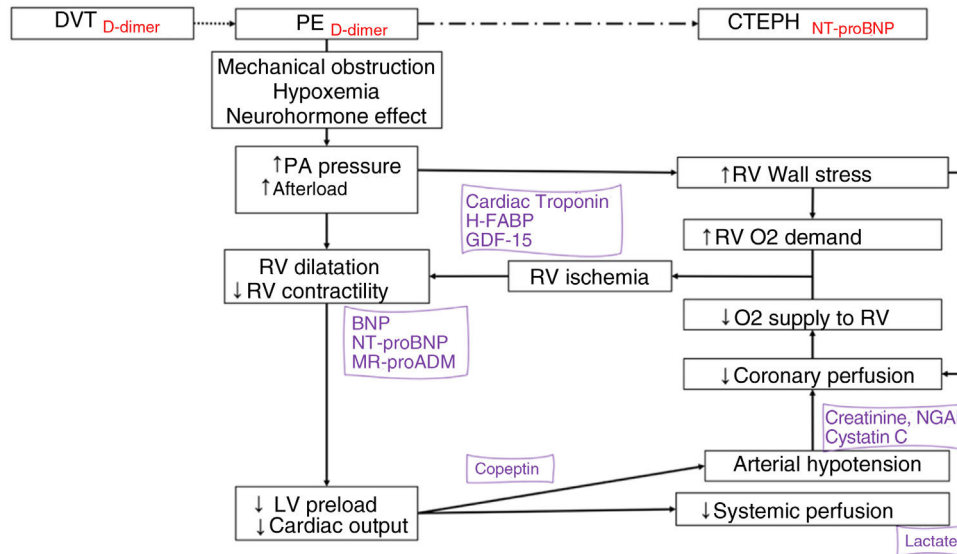 DVT D-dimer
PE D-dimer
CTEPH NT-proBNP
Mechanical obstruction
Hypoxemia
Neurohormone effect
↑PA pressure
↑Afterload
↑RV Wall stress
Cardiac Troponin
H-FABP
GDF-15
↑RV O2 demand
RV dilatation
↓RV contractility
RV ischemia
↓O2 supply to RV
BNP
NT-proBNP
MR-proADM
↓Coronary perfusion
Creatinine, NGA
Cystatin C
Copeptin
Arterial hypotension
↓ LV preload
↓Cardiac output
↓Systemic perfusion
Lactate